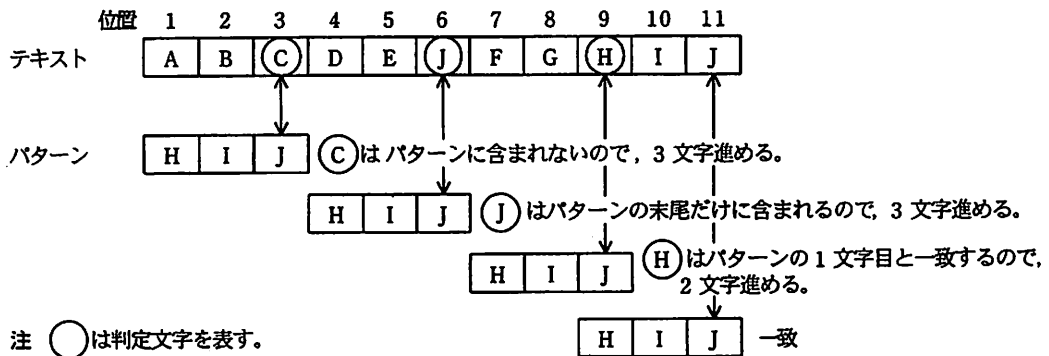 位置 1 2 3 4 5 6 7 8 9 10 11
テキスト A B C D E J F G H I J
パターン H I J Cはパターンに含まれないので，3文字進める。
H I J Jはパターンの末尾だけに含まれるので，3文字進める。
H I J Hはパターンの1文字目と一致するので，
2文字進める。
注 ○は判定文字を表す。 H I J 一致